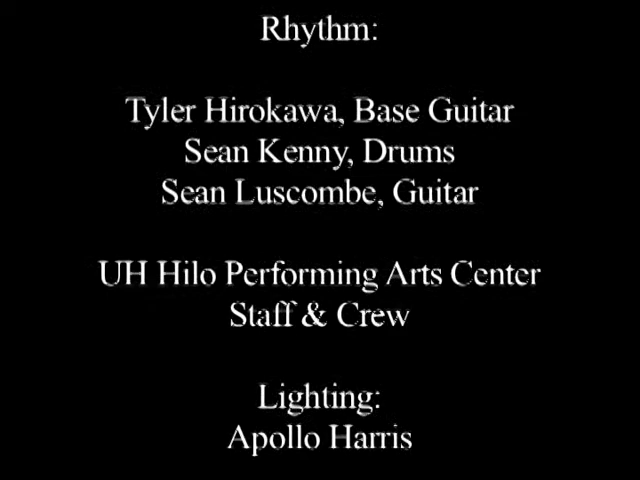 Rhythm:
Tyler Hirokawa, Base Guitar
Sean Kenny, Drums
Sean Luscombe, Guitar
UH Hilo Performing Arts Center
Staff & Crew
Lighting:
Apollo Harris